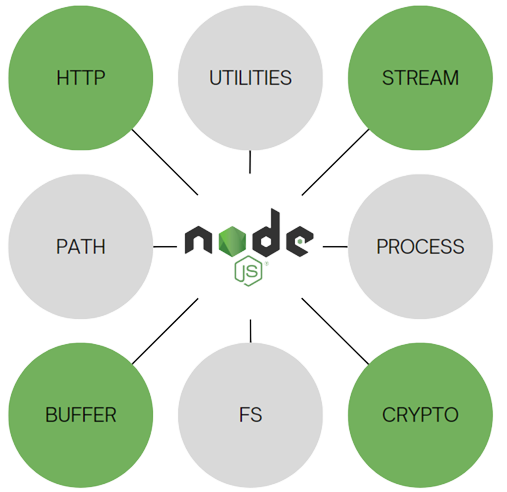 HTTP
UTILITIES
STREAM
PATH
node
JS
®
PROCESS
BUFFER
FS
CRYPTO